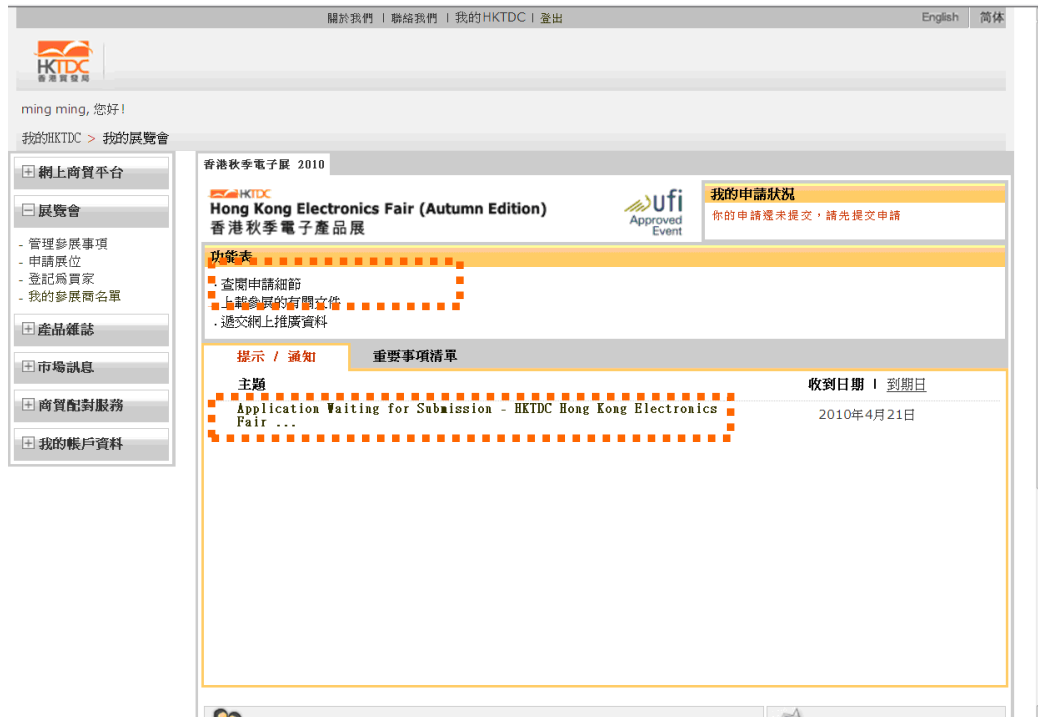 關於我們 | 聯絡我們 | 我的HKTDC | 登出
English 简体
HKTDC
香港貿發局
ming ming, 您好!
我的HKTDC > 我的展覽會
網上商貿平台
展覽會
- 管理參展事項
- 申請展位
- 登記為買家
- 我的參展商名單
產品雜誌
市場訊息
商貿配對服務
我的帳戶資料
香港秋季電子展 2010
HKTDC
Hong Kong Electronics Fair (Autumn Edition)
香港秋季電子產品展
ufi
Approved
Event
我的申請狀況
你的申請還未提交，請先提交申請
功能表
. 查閱申請細節
. 上載參展的有關文件
. 遞交網上推廣資料
提示 / 通知 重要事項清單
主題 收到日期 | 到期日
Application Waiting for Submission - HKTDC Hong Kong Electronics
Fair ...
2010年4月21日